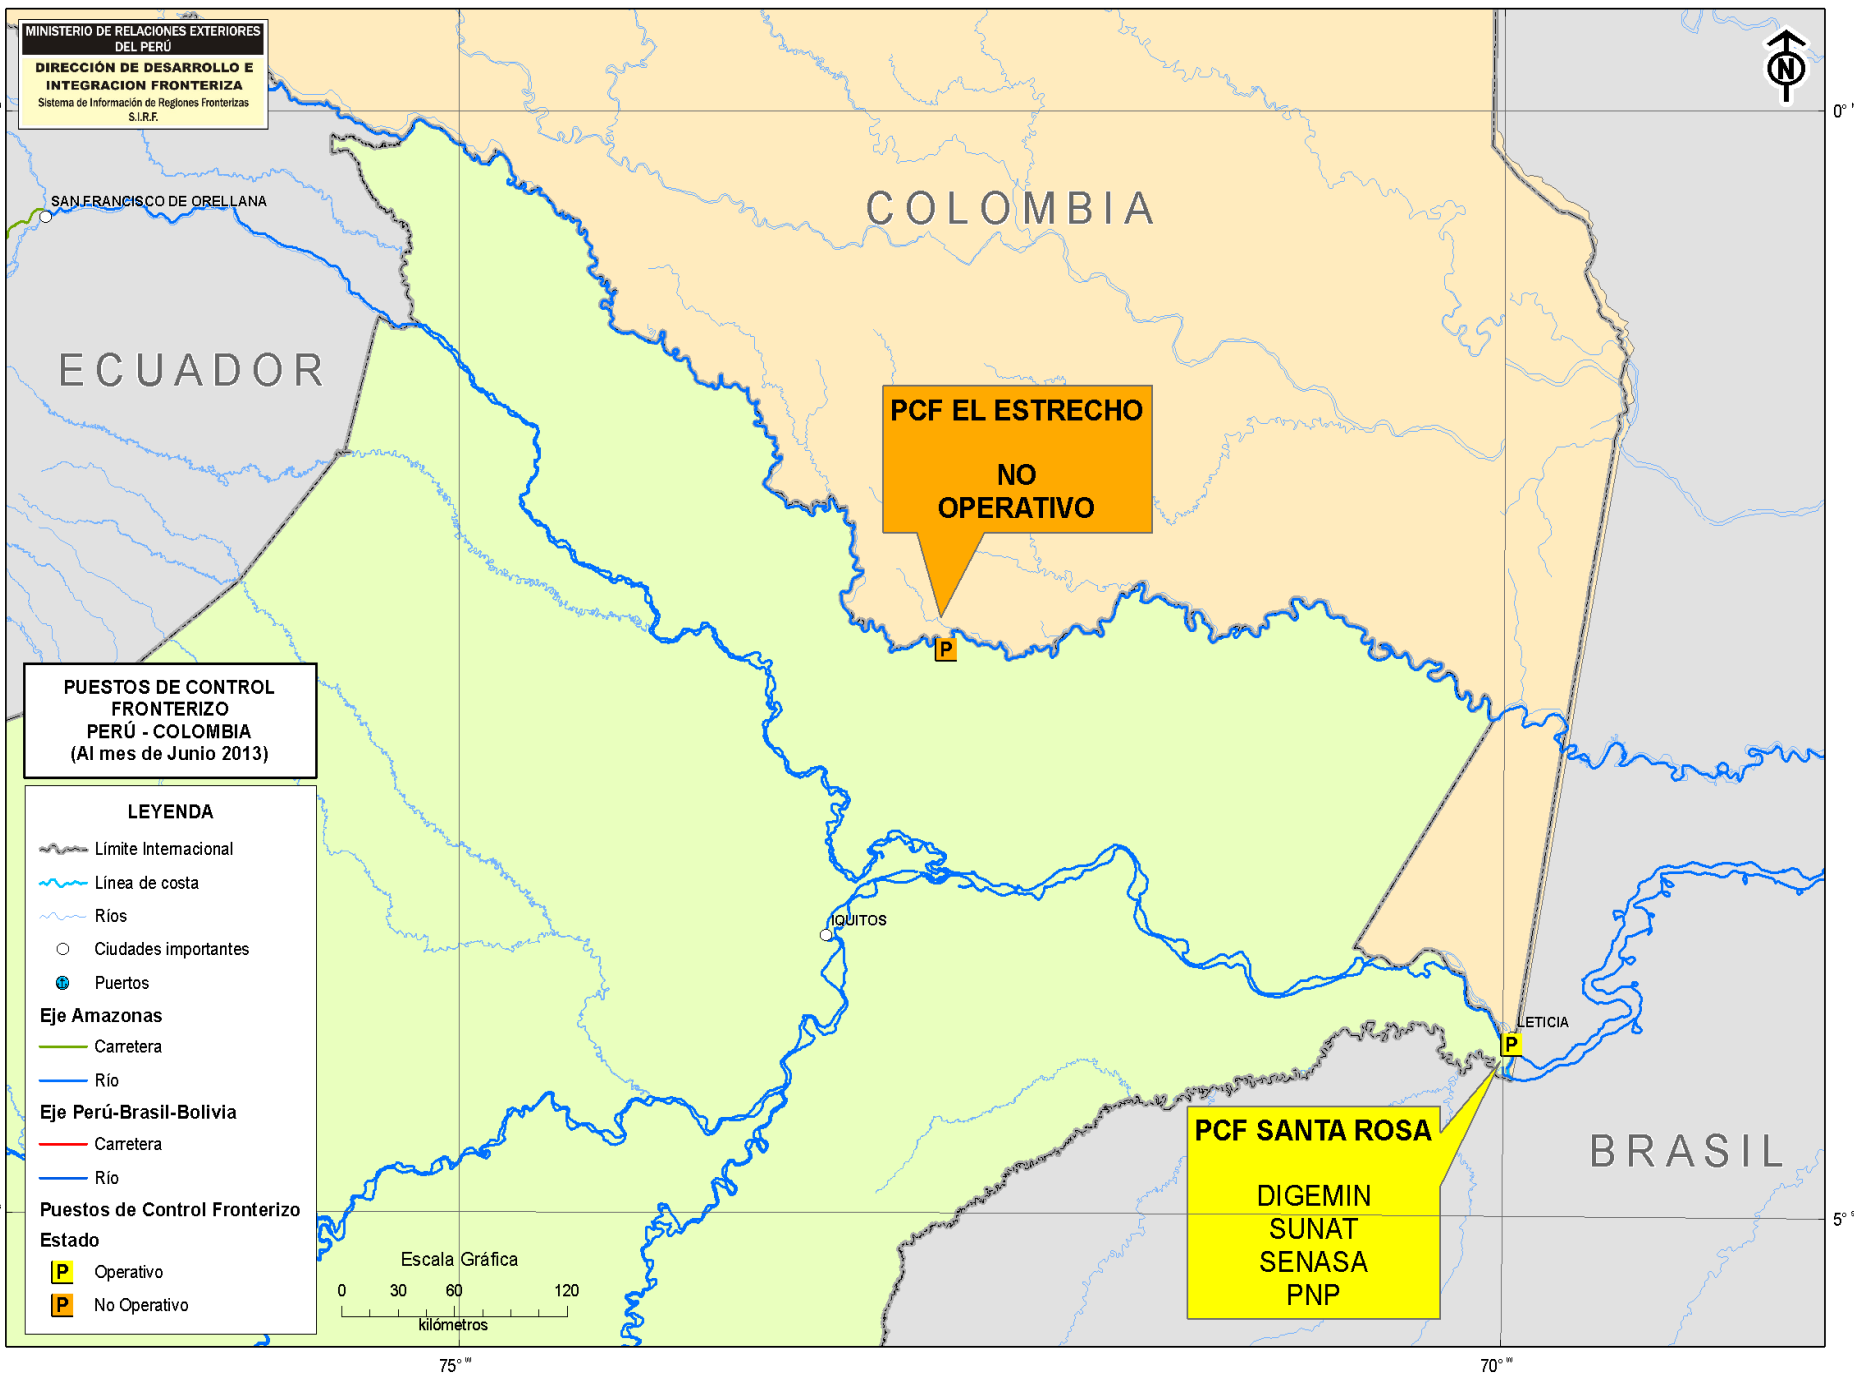 MINISTERIO DE RELACIONES EXTERIORES
DEL PERÚ
DIRECCIÓN DE DESARROLLO E
INTEGRACION FRONTERIZA
Sistema de Información de Regiones Fronterizas
S.I.R.F.
N
0°
SAN FRANCISCO DE ORELLANA
COLOMBIA
ECUADOR
PCF EL ESTRECHO
NO
OPERATIVO
P
PUESTOS DE CONTROL
FRONTERIZO
PERÚ - COLOMBIA
(Al mes de Junio 2013)
LEYENDA
Límite Internacional
Línea de costa
Ríos
Ciudades importantes
Puertos
Eje Amazonas
Carretera
Río
Eje Perú-Brasil-Bolivia
Carretera
Río
Puestos de Control Fronterizo
Estado
P Operativo
P No Operativo
IQUITOS
LETICIA
P
PCF SANTA ROSA
DIGEMIN
SUNAT
SENASA
PNP
BRASIL
5°
Escala Gráfica
0 30 60 120
kilómetros
75° W
70° W